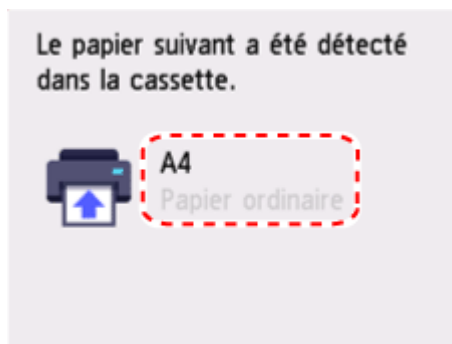 Le papier suivant a été détecté
dans la cassette.
A4
Papier ordinaire